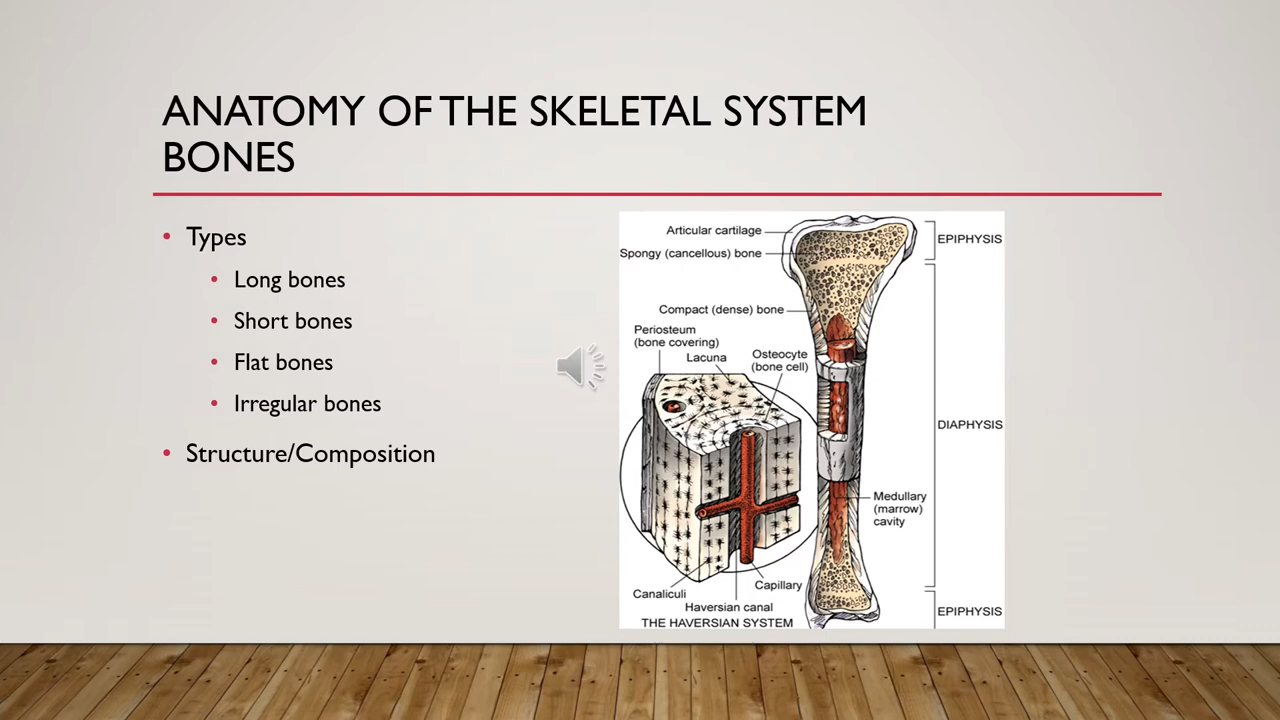 ANATOMY OF THE SKELETAL SYSTEM
BONES
Types
Long bones
Short bones
Flat bones
Irregular bones
Structure/Composition
Articular cartilage
EPIPHYSIS
Spongy (cancellous) bone
Compact (dense) bone
Periosteum
(bone covering)
Lacuna
Osteocyte
(bone cell)
DIAPHYSIS
Medullary
(marrow)
cavity
Capillary
Canaliculi
Haversian canal
EPIPHYSIS
THE HAVERSIAN SYSTEM